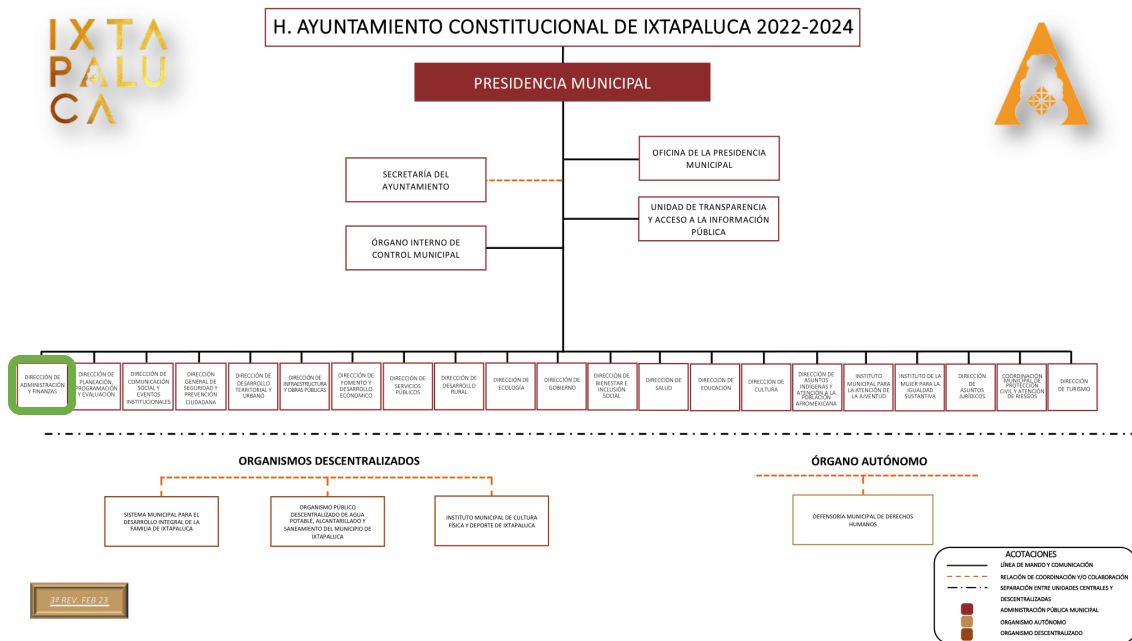 H. AYUNTAMIENTO CONSTITUCIONAL DE IXTAPALUCA 2022-2024
IXTA
PALU
CA
PRESIDENCIA MUNICIPAL
OFICINA DE LA PRESIDENCIA
MUNICIPAL
SECRETARÍA DEL
AYUNTAMIENTO
UNIDAD DE TRANSPARENCIA
Y ACCESO A LA INFORMACIÓN
PÚBLICA
ÓRGANO INTERNO DE
CONTROL MUNICIPAL
DIRECCIÓN DE
ADMINISTRACIÓN
Y FINANZAS
DIRECCIÓN DE
PLANEACIÓN,
PROGRAMACIÓN
Y EVALUACIÓN
DIRECCIÓN DE
COMUNICACIÓN
SOCIAL Y
EVENTOS
INSTITUCIONALES
DIRECCIÓN
GENERAL DE
SEGURIDAD Y
PREVENCIÓN
CIUDADANA
DIRECCIÓN DE
DESARROLLO
TERRITORIAL Y
URBANO
DIRECCIÓN DE
INFRAESTRUCTURA
Y OBRAS PÚBLICAS
DIRECCIÓN DE
FOMENTO Y
DESARROLLO
ECÓNOMICO
DIRECCIÓN DE
SERVICIOS
PÚBLICOS
DIRECCIÓN DE
DESARROLLO
RURAL
DIRECCIÓN DE
ECOLOGÍA
DIRECCIÓN DE
GOBIERNO
DIRECCIÓN DE
BIENESTAR E
INCLUSIÓN
SOCIAL
DIRECCIÓN DE
SALUD
DIRECCIÓN DE
EDUCACIÓN
DIRECCIÓN DE
CULTURA
DIRECCIÓN DE
ASUNTOS
INDÍGENAS Y
ATENCIÓN A LA
POBLACIÓN
AFROMEXICANA
INSTITUTO
MUNICIPAL PARA
LA ATENCIÓN DE
LA JUVENTUD
INSTITUTO DE LA
MUJER PARA LA
IGUALDAD
SUSTANTIVA
DIRECCIÓN
DE
ASUNTOS
JURÍDICOS
COORDINACIÓN
MUNICIPAL DE
PROTECCIÓN
CIVIL Y ATENCIÓN
DE RIESGOS
DIRECCIÓN
DE TURISMO
ORGANISMOS DESCENTRALIZADOS
SISTEMA MUNICIPAL PARA EL
DESARROLLO INTEGRAL DE LA
FAMILIA DE IXTAPALUCA
ORGANISMO PÚBLICO
DESCENTRALIZADO DE AGUA
POTABLE, ALCANTARILLADO Y
SANEAMIENTO DEL MUNICIPIO DE
IXTAPALUCA
INSTITUTO MUNICIPAL DE CULTURA
FÍSICA Y DEPORTE DE IXTAPALUCA
ÓRGANO AUTÓNOMO
DEFENSORÍA MUNICIPAL DE DERECHOS
HUMANOS
ACOTACIONES
LÍNEA DE MANDO Y COMUNICACIÓN
RELACIÓN DE COORDINACIÓN Y/O COLABORACIÓN
SEPARACIÓN ENTRE UNIDADES CENTRALES Y
DESCENTRALIZADAS
ADMINISTRACIÓN PÚBLICA MUNICIPAL
ORGANISMO AUTÓNOMO
ORGANISMO DESCENTRALIZADO
3ª REV. FEB 23